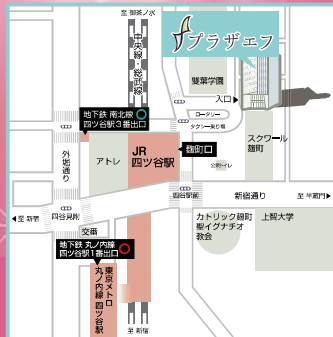 至 御茶ノ水
プラザエフ
中央線・総武線
雙葉学園
入口
地下鉄 南北線
四ツ谷駅3番出口
ロータリー
タクシー乗り場
スクワール
麹町
麹町口
外堀通り
アトレ
JR
四ツ谷駅
公衆トイレ
四谷駅前
新宿通り
至 半蔵門
至 新宿
四谷見附
カトリック麹町
聖イグナチオ
教会
上智大学
交番
地下鉄 丸ノ内線
四ツ谷駅1番出口
東京メトロ
丸ノ内線 四ツ谷駅
至 新宿